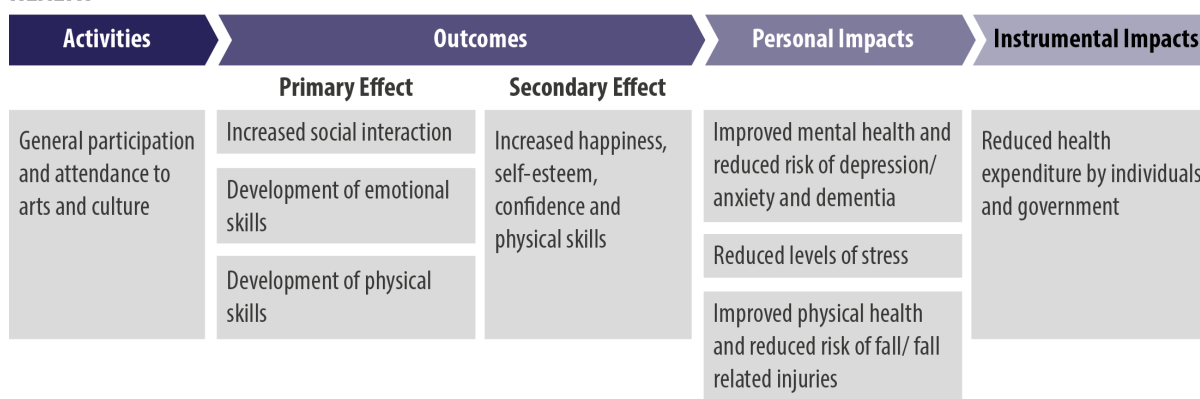 Activities
Outcomes
Personal Impacts
Instrumental Impacts
Primary Effect
Secondary Effect
General participation
and attendance to
arts and culture
Increased social interaction
Development of emotional
skills
Development of physical
skills
Increased happiness,
self-esteem,
confidence and
physical skills
Improved mental health and
reduced risk of depression/
anxiety and dementia
Reduced levels of stress
Improved physical health
and reduced risk of fall/ fall
related injuries
Reduced health
expenditure by individuals
and government